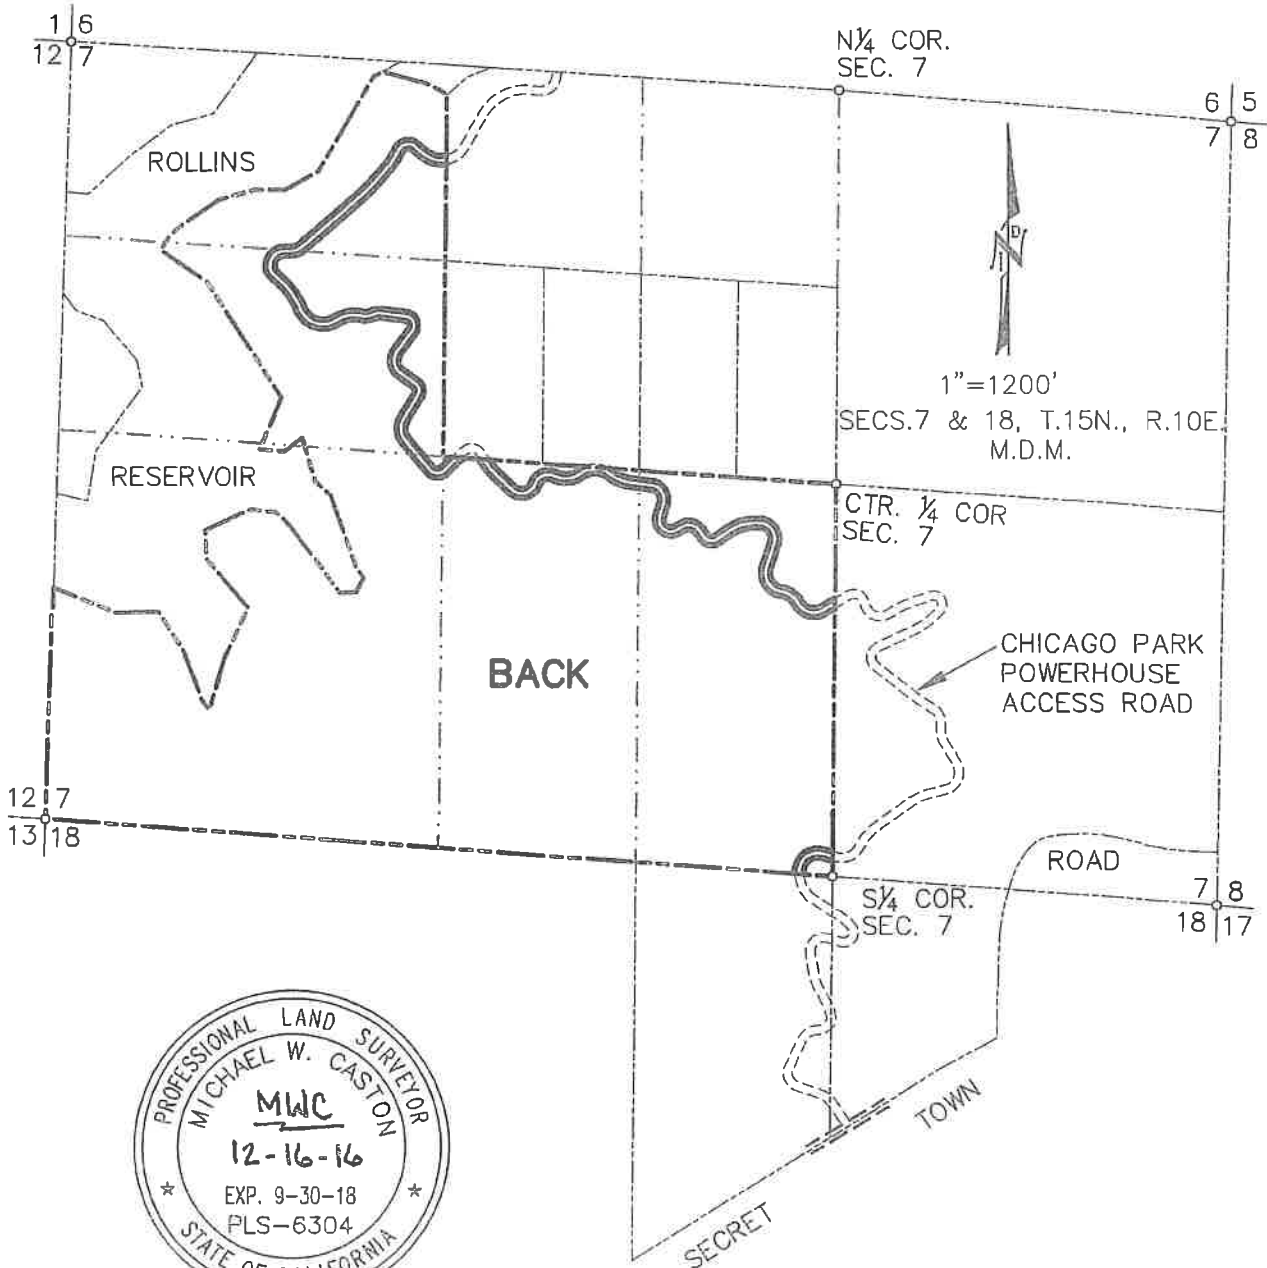 1 6
12 7
N¼ COR.
SEC. 7
6 5
7 8
ROLLINS
1"=1200'
SECS.7 & 18, T.15N., R.10E.
M.D.M.
RESERVOIR
CTR. ¼ COR
SEC. 7
BACK
CHICAGO PARK
POWERHOUSE
ACCESS ROAD
12 7
13 18
ROAD
S¼ COR.
SEC. 7
7 8
18 17
SECRET
TOWN
PROFESSIONAL LAND SURVEYOR
MICHAEL W. CASTON
MWC
12-16-16
EXP. 9-30-18
PLS-6304
STATE OF CALIFORNIA